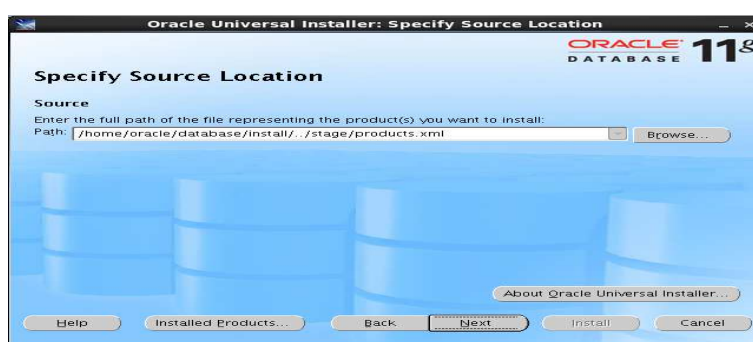 Oracle Universal Installer: Specify Source Location
ORACLE
DATABASE 11g
Specify Source Location
Source
Enter the full path of the file representing the product(s) you want to install:
Path: /home/oracle/database/install/../stage/products.xml Browse...
About Oracle Universal Installer...
Help Installed Products... Back Next Install Cancel